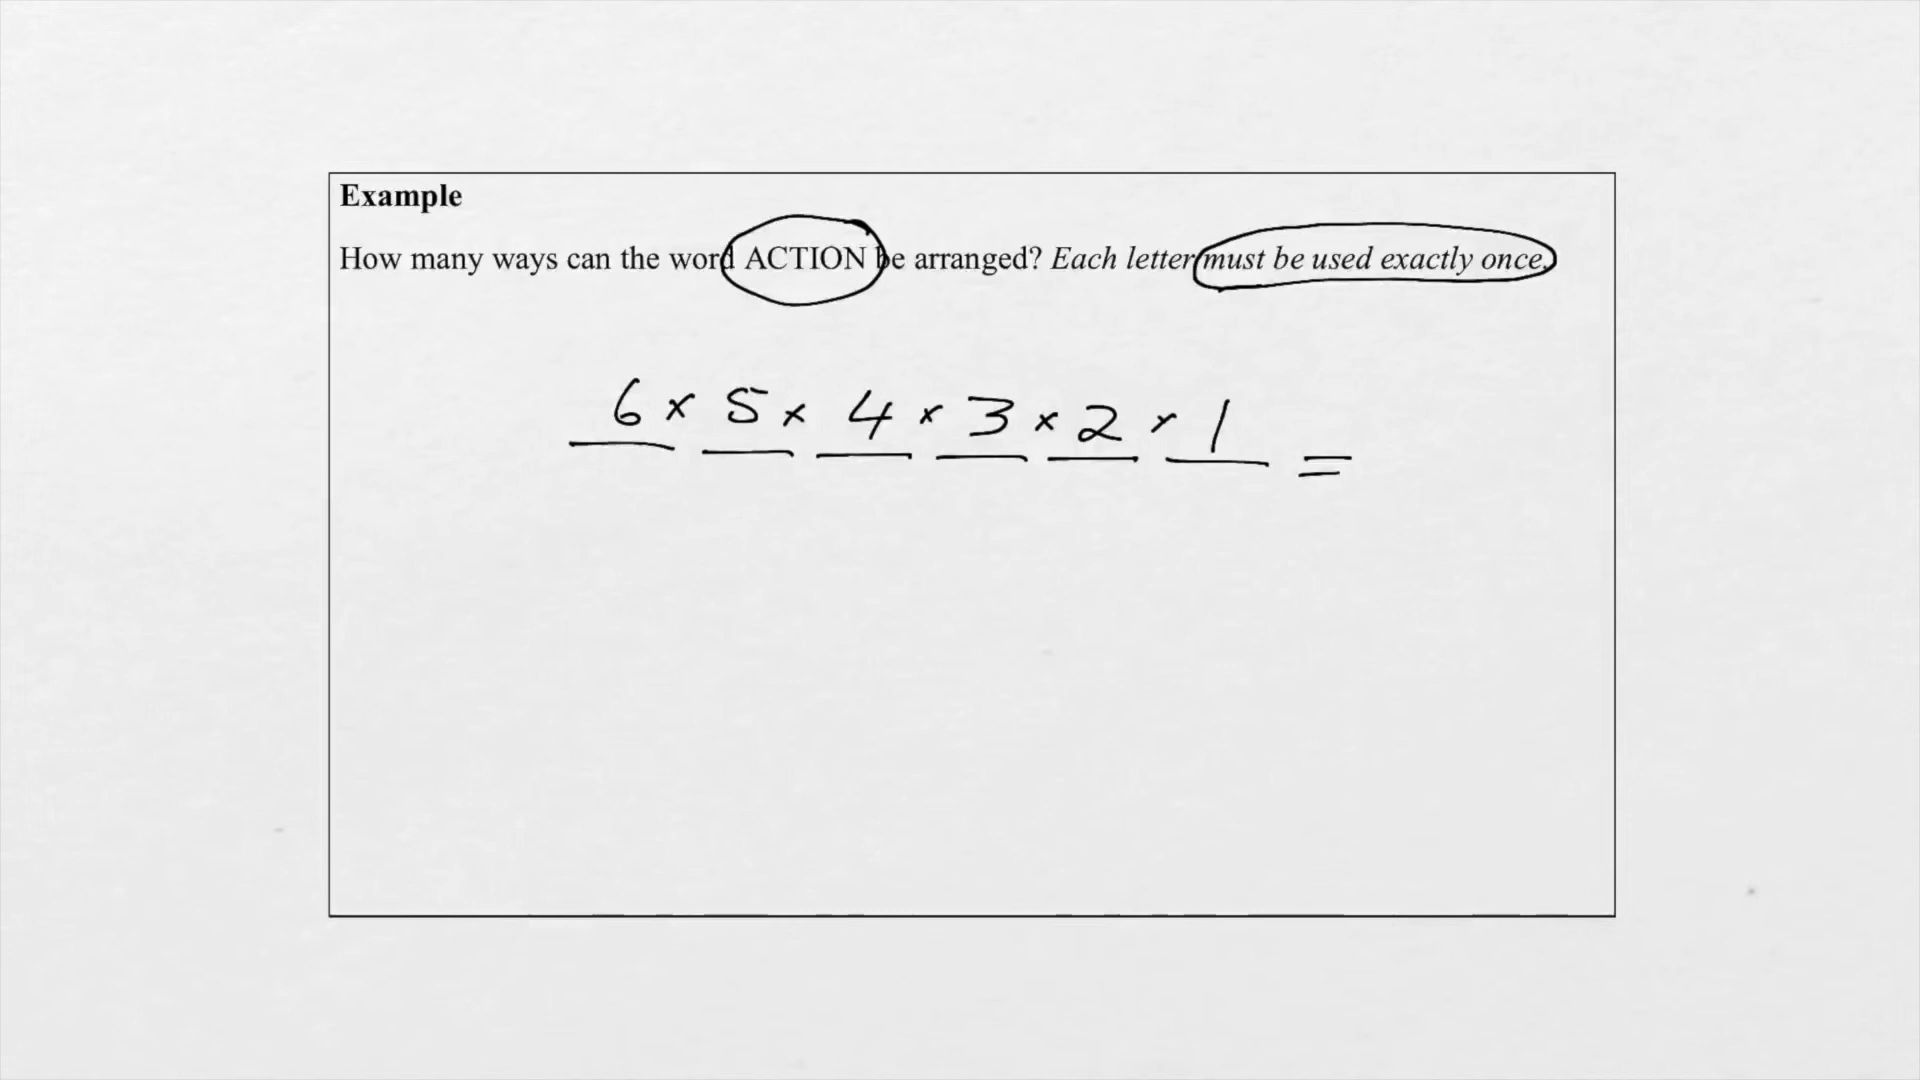 Example
How many ways can the word ACTION be arranged? Each letter must be used exactly once.
6 × 5 × 4 × 3 × 2 × 1 =